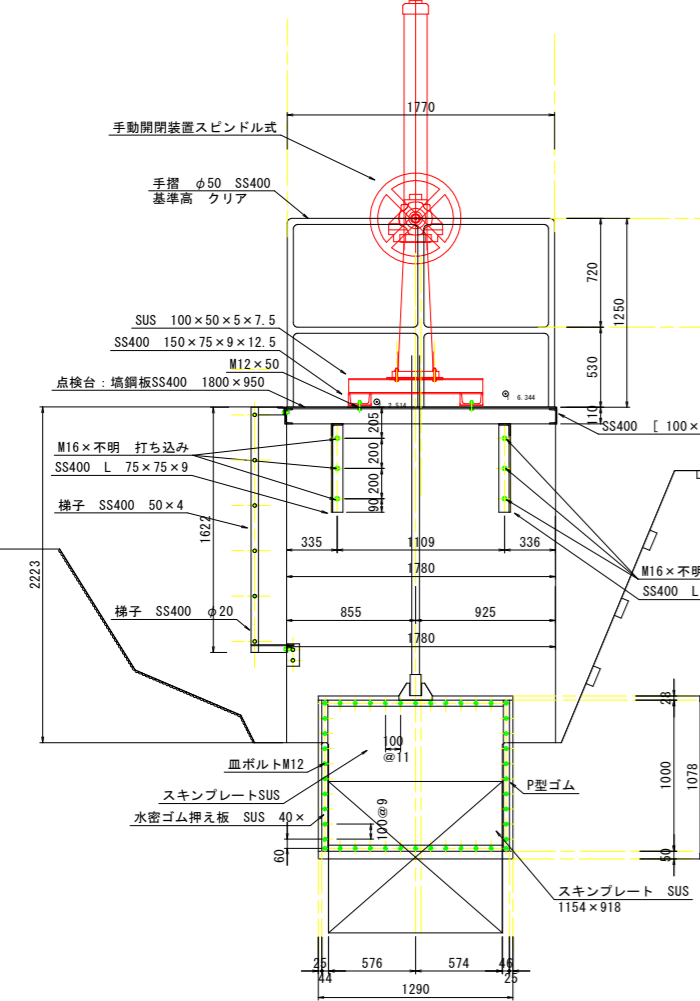 1770
手動開閉装置スピンドル式
手摺 φ50 SS400
基準高 クリア
720
1250
530
110
SUS 100×50×5×7.5
SS400 150×75×9×12.5
M12×50
点検台：塙鋼板SS400 1800×950
2.514
6.344
SS400 [ 100×
205
200
200
90
M16×不明 打ち込み
SS400 L 75×75×9
梯子 SS400 50×4
1622
2223
335
1109
336
1780
M16×不明
SS400 L
梯子 SS400 φ20
855
925
1780
28
1000
1078
50
100
@11
皿ボルトM12
スキンプレートSUS
水密ゴム押え板 SUS 40×
P型ゴム
100@9
60
スキンプレート SUS
1154×918
25
44
576
574
46
25
1290